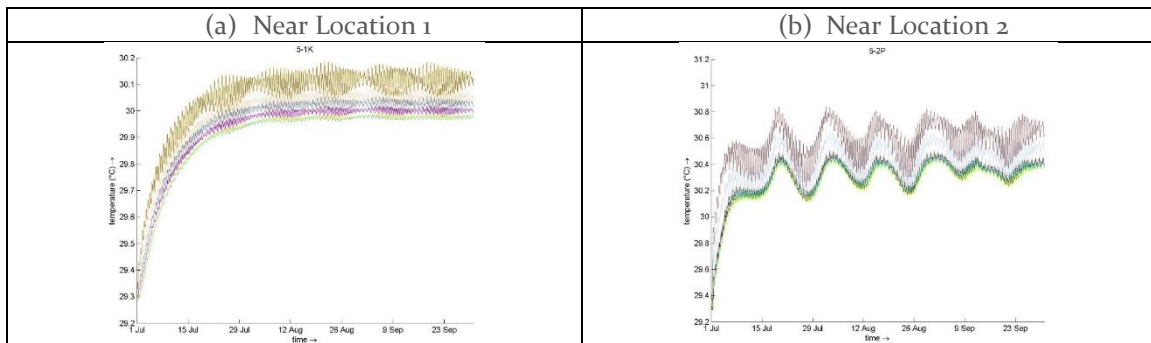 (a) Near Location 1
(b) Near Location 2
5-1K
30.2
30.1
30
29.9
29.8
29.7
29.6
29.5
29.4
29.3
29.2
temperature (°C) →
1 Jul
15 Jul
29 Jul
12 Aug
26 Aug
9 Sep
23 Sep
time →
5-2P
31.2
31
30.8
30.6
30.4
30.2
30
29.8
29.6
29.4
29.2
temperature (°C) →
1 Jul
15 Jul
29 Jul
12 Aug
26 Aug
9 Sep
23 Sep
time →